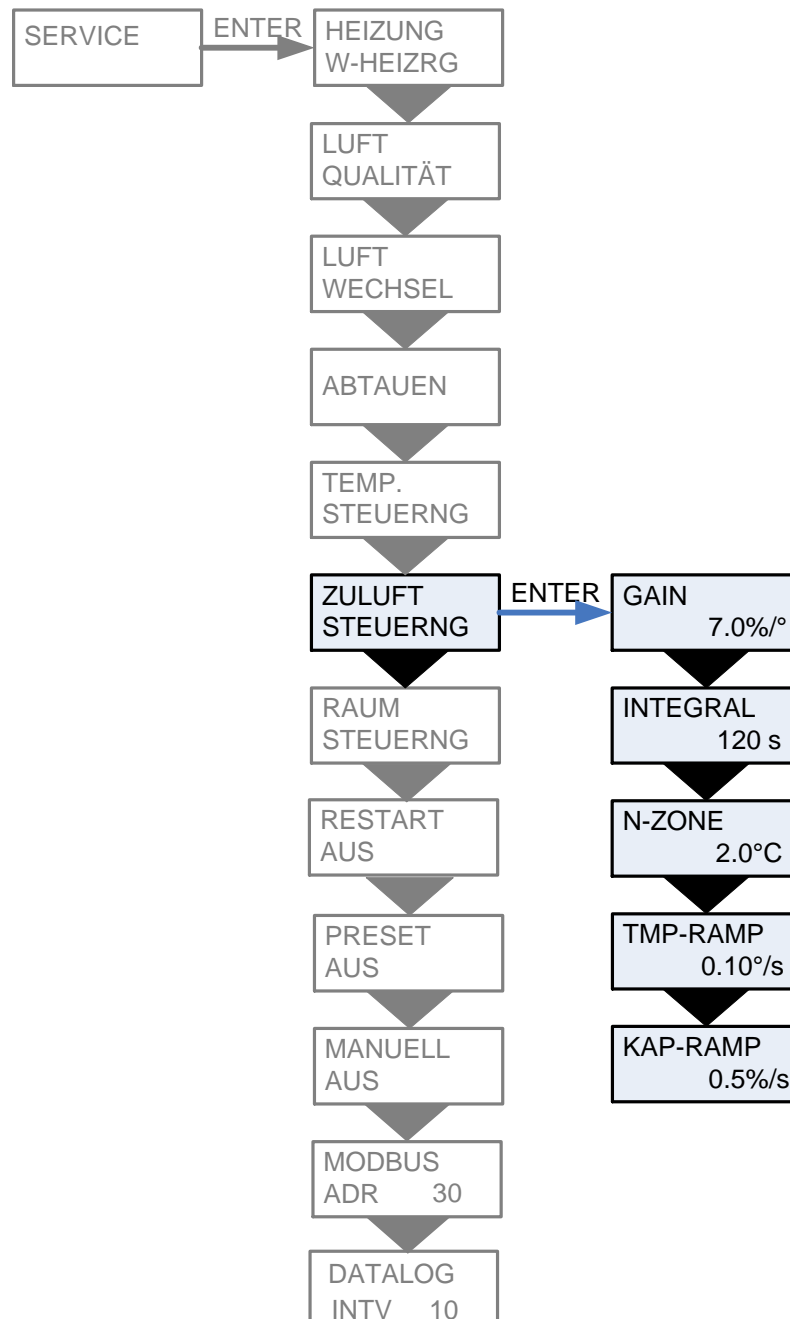 SERVICE
ENTER
HEIZUNG
W-HEIZRG
LUFT
QUALITÄT
LUFT
WECHSEL
ABTAUEN
TEMP.
STEUERNG
ZULUFT
STEUERNG
ENTER
GAIN
7.0%/°
INTEGRAL
120 s
N-ZONE
2.0°C
TMP-RAMP
0.10°/s
KAP-RAMP
0.5%/s
RAUM
STEUERNG
RESTART
AUS
PRESET
AUS
MANUELL
AUS
MODBUS
ADR 30
DATALOG
INTV 10